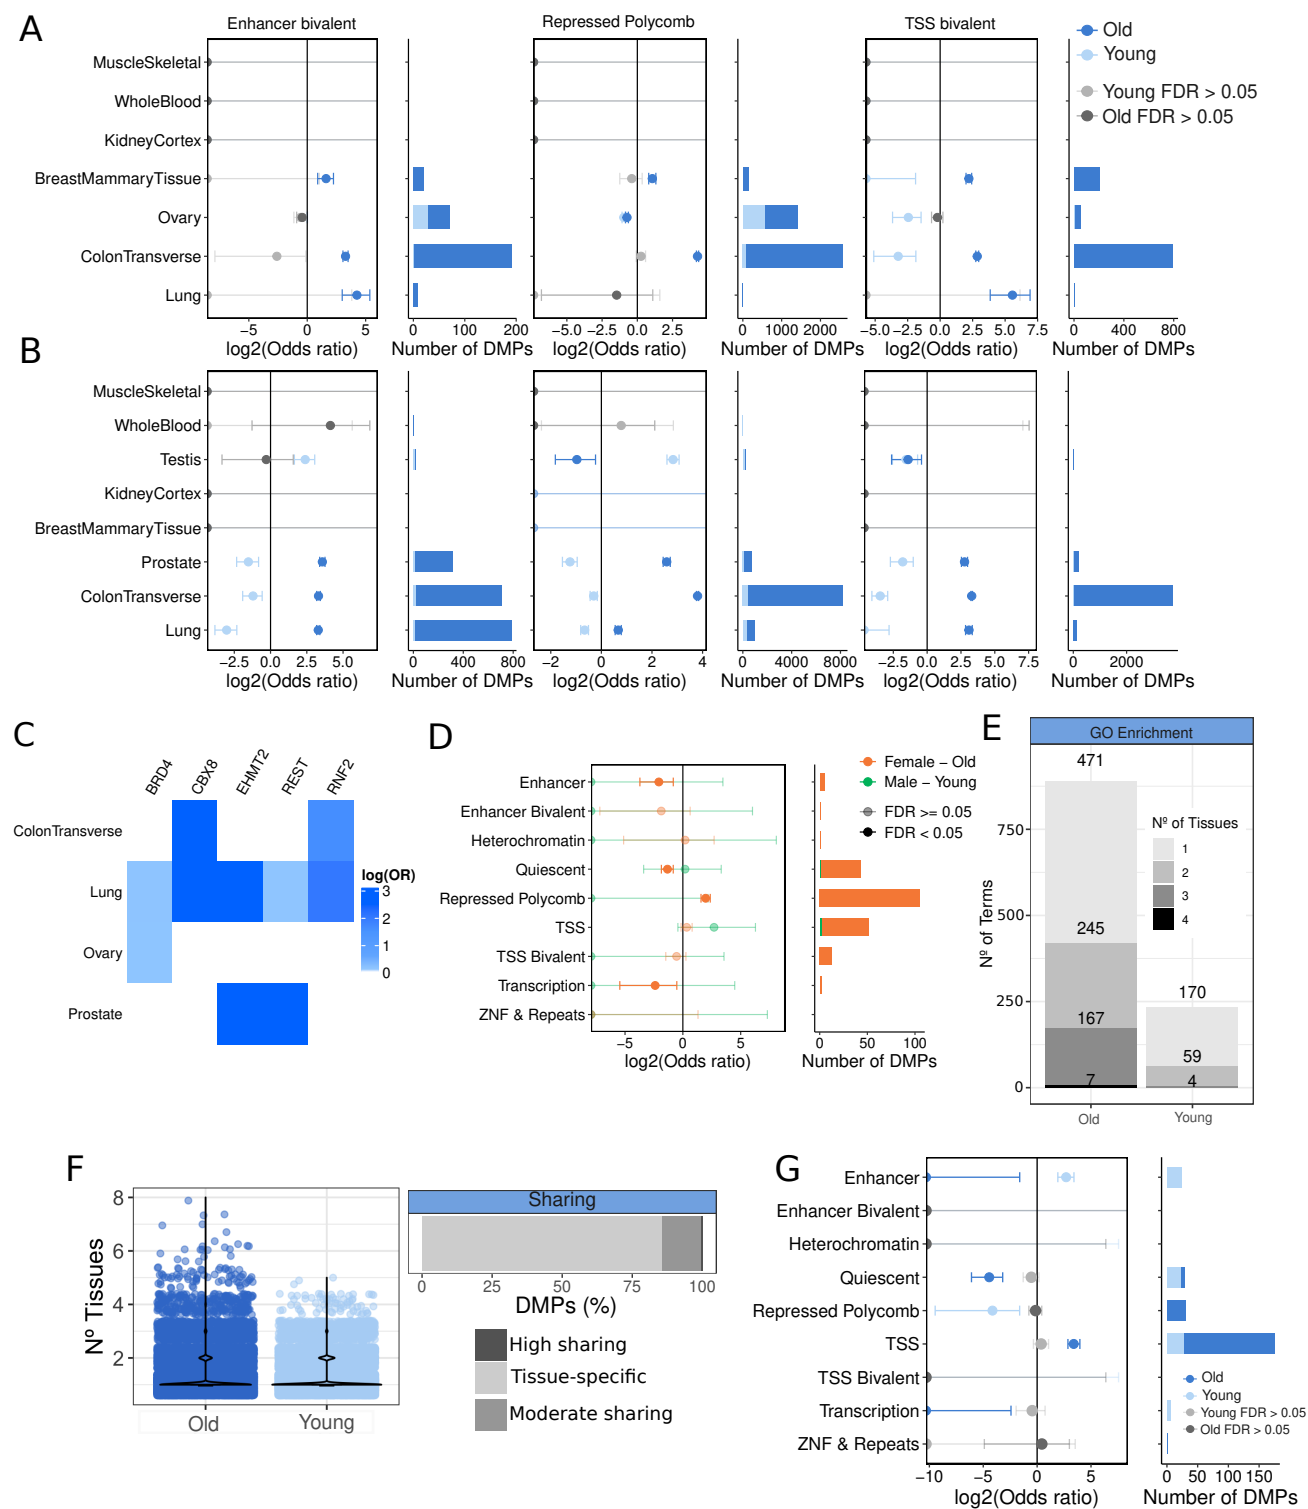 A
Enhancer bivalent
Repressed Polycomb
TSS bivalent
Old
Young
Young FDR > 0.05
Old FDR > 0.05
MuscleSkeletal
WholeBlood
KidneyCortex
BreastMammaryTissue
Ovary
ColonTransverse
Lung
−5 0 5
0 100 200
−5.0 −2.5 0.0 2.5
0 1000 2000
−5.0 −2.5 0.0 2.5 5.0 7.5
0 400 800
log2(Odds ratio) Number of DMPs log2(Odds ratio) Number of DMPs log2(Odds ratio) Number of DMPs
B
MuscleSkeletal
WholeBlood
Testis
KidneyCortex
BreastMammaryTissue
Prostate
ColonTransverse
Lung
−2.5 0.0 2.5 5.0
0 200 400 600 800
−2 0 2 4
0 4000 8000
−2.5 0.0 2.5 5.0 7.5
0 2000
log2(Odds ratio) Number of DMPs log2(Odds ratio) Number of DMPs log2(Odds ratio) Number of DMPs
C
BRD4 CBX8 EHMT2 REST RNF2
ColonTransverse
Lung
Ovary
Prostate
log(OR)
3
2
1
0
D
Female − Old
Male − Young
FDR >= 0.05
FDR < 0.05
Enhancer
Enhancer Bivalent
Heterochromatin
Quiescent
Repressed Polycomb
TSS
TSS Bivalent
Transcription
ZNF & Repeats
−5 0 5
0 50 100
log2(Odds ratio) Number of DMPs
E
GO Enrichment
Nº of Terms
750
500
250
0
471
245
167
7
170
59
4
Old Young
Nº of Tissues
1
2
3
4
F
Nº Tissues
8
6
4
2
Old Young
Sharing
0 25 50 75 100
DMPs (%)
High sharing
Tissue-specific
Moderate sharing
G
Enhancer
Enhancer Bivalent
Heterochromatin
Quiescent
Repressed Polycomb
TSS
TSS Bivalent
Transcription
ZNF & Repeats
Old
Young
Young FDR > 0.05
Old FDR > 0.05
−10 −5 0 5
0 50 100 150
log2(Odds ratio) Number of DMPs